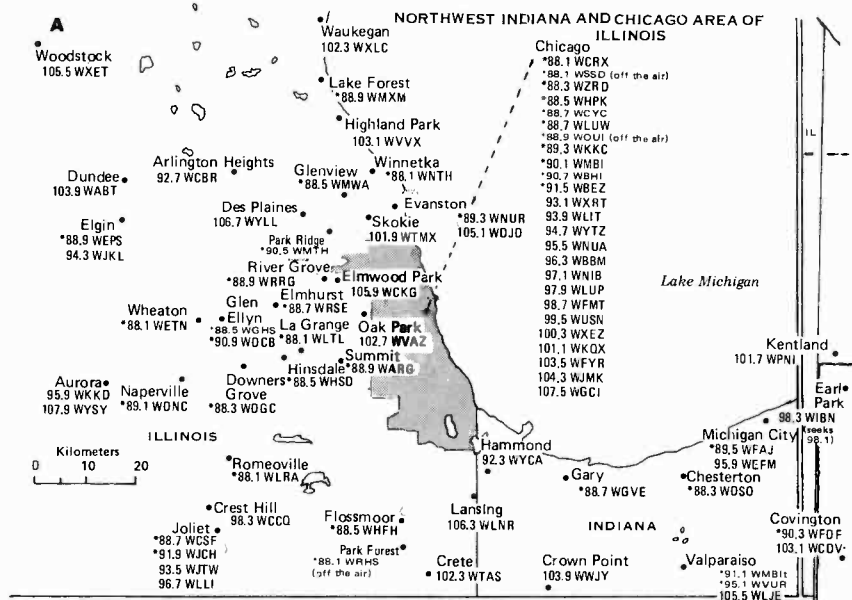 A
NORTHWEST INDIANA AND CHICAGO AREA OF
ILLINOIS
Woodstock
105.5 WXET
Waukegan
102.3 WXLC
Lake Forest
*88.9 WMXM
Highland Park
103.1 WVVX
Arlington Heights
92.7 WCBR
Glenview
*88.5 WMWA
Winnetka
*88.1 WNTH
Dundee
103.9 WABT
Des Plaines
106.7 WYLL
Evanston
*89.3 WNUR
105.1 WOJO
Skokie
101.9 WTMX
Elgin
*88.9 WEPS
94.3 WJKL
Park Ridge
*90.5 WMTH
River Grove
*88.9 WRRG
Elmwood Park
105.9 WCKG
Elmhurst
*88.7 WRSE
Wheaton
*88.1 WETN
Glen
Ellyn
*88.5 WGHS
*90.9 WDCB
La Grange
*88.1 WLTL
Oak Park
102.7 WVAZ
Summit
*88.9 WARG
Hinsdale
*88.5 WHSD
Aurora
95.9 WKKD
107.9 WYSY
Naperville
*89.1 WONC
Downers
Grove
*88.3 WDGC
Chicago
*88.1 WCRX
*88.1 WSSD (off the air)
*88.3 WZRD
*88.5 WHPK
*88.7 WCYC
*88.7 WLUW
*88.9 WOUI (off the air)
*89.3 WKKC
*90.1 WMBI
*90.7 WBHI
*91.5 WBEZ
93.1 WXRT
93.9 WLIT
94.7 WYTZ
95.5 WNUA
96.3 WBBM
97.1 WNIB
97.9 WLUP
98.7 WFMT
99.5 WUSN
100.3 WXEZ
101.1 WKQX
103.5 WFYR
104.3 WJMK
107.5 WGCI
IL
Lake Michigan
Kentland
101.7 WPNI
Earl
Park
98.3 WIBN
(seeks
98.1)
Michigan City
*89.5 WFAJ
95.9 WEFM
ILLINOIS
Kilometers
0 10 20
Romeoville
*88.1 WLRA
Hammond
92.3 WYCA
Gary
*88.7 WGVE
Chesterton
*88.3 WDSO
Crest Hill
98.3 WCCQ
Lansing
106.3 WLNR
INDIANA
Joliet
*88.7 WCSF
*91.9 WJCH
93.5 WJTW
96.7 WLLI
Flossmoor
*88.5 WHFH
Park Forest
*88.1 WRHS
(off the air)
Crete
102.3 WTAS
Crown Point
103.9 WWJY
Valparaiso
*91.1 WMBIt
*95.1 WVUR
105.5 WLJE
Covington
*90.3 WFOF
103.1 WCDV